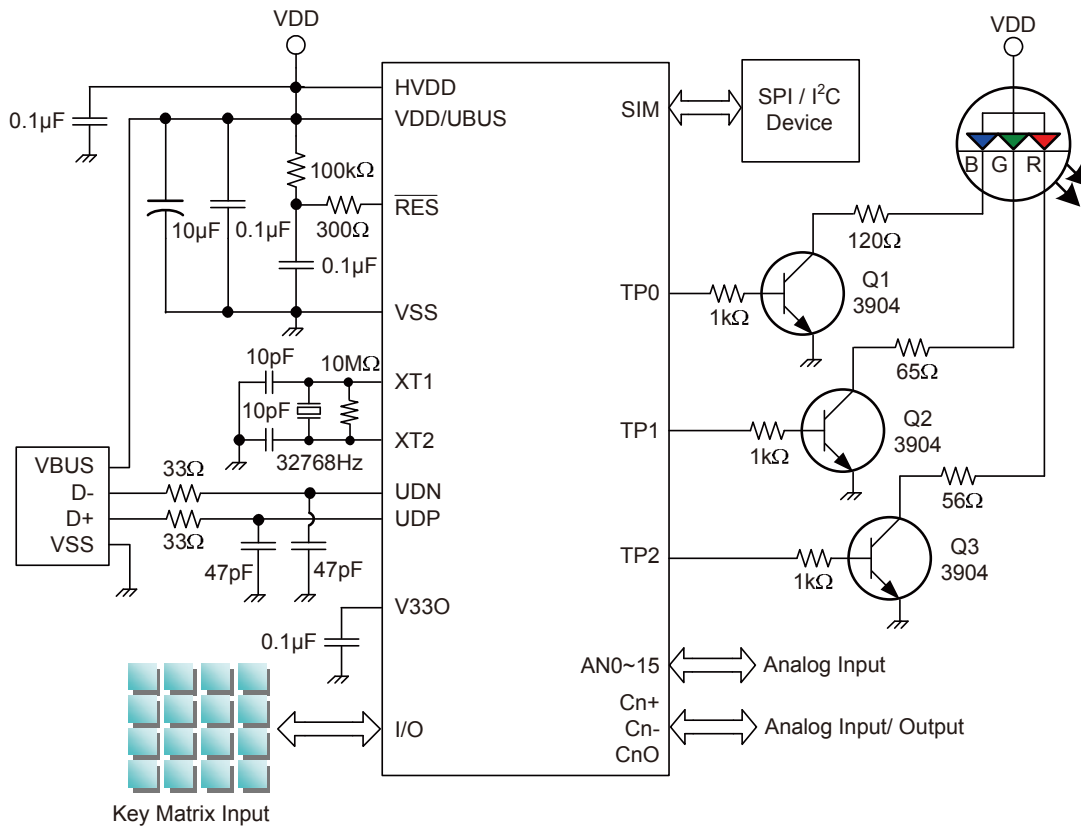 VDD
HVDD
0.1µF
VDD/UBUS
100kΩ
RES
10µF
0.1µF
300Ω
0.1µF
VSS
10pF
10MΩ
XT1
10pF
XT2
32768Hz
VBUS
D-
D+
VSS
33Ω
33Ω
UDN
UDP
47pF
47pF
V33O
0.1µF
I/O
Key Matrix Input
SIM
SPI / I²C
Device
VDD
B G R
120Ω
TP0
1kΩ
Q1
3904
65Ω
TP1
1kΩ
Q2
3904
56Ω
TP2
1kΩ
Q3
3904
AN0~15
Analog Input
Cn+
Cn-
CnO
Analog Input/ Output